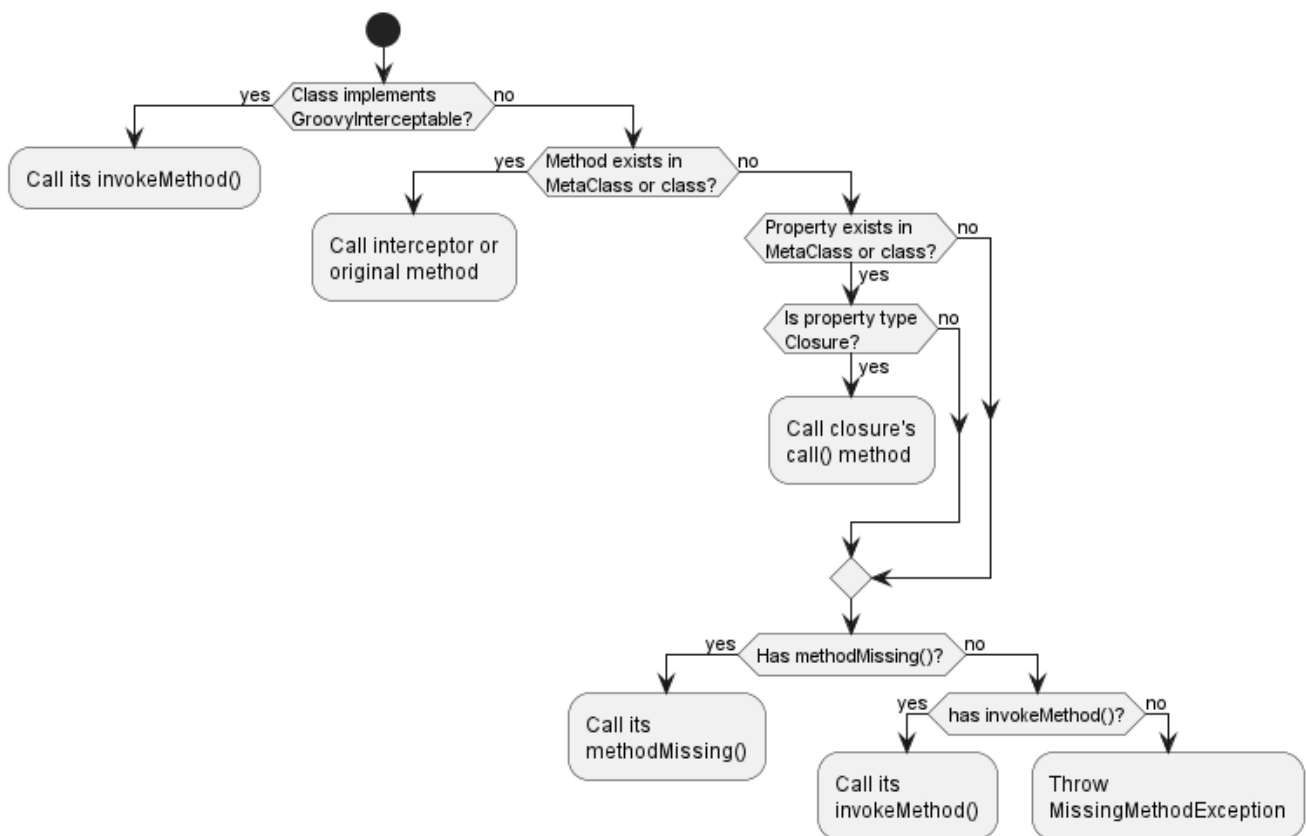 yes
Class implements
GroovyInterceptable?
no
Call its invokeMethod()
yes
Method exists in
MetaClass or class?
no
Call interceptor or
original method
Property exists in
MetaClass or class?
no
yes
Is property type
Closure?
no
yes
Call closure's
call() method
yes
Has methodMissing()?
no
Call its
methodMissing()
yes
has invokeMethod()?
no
Call its
invokeMethod()
Throw
MissingMethodException